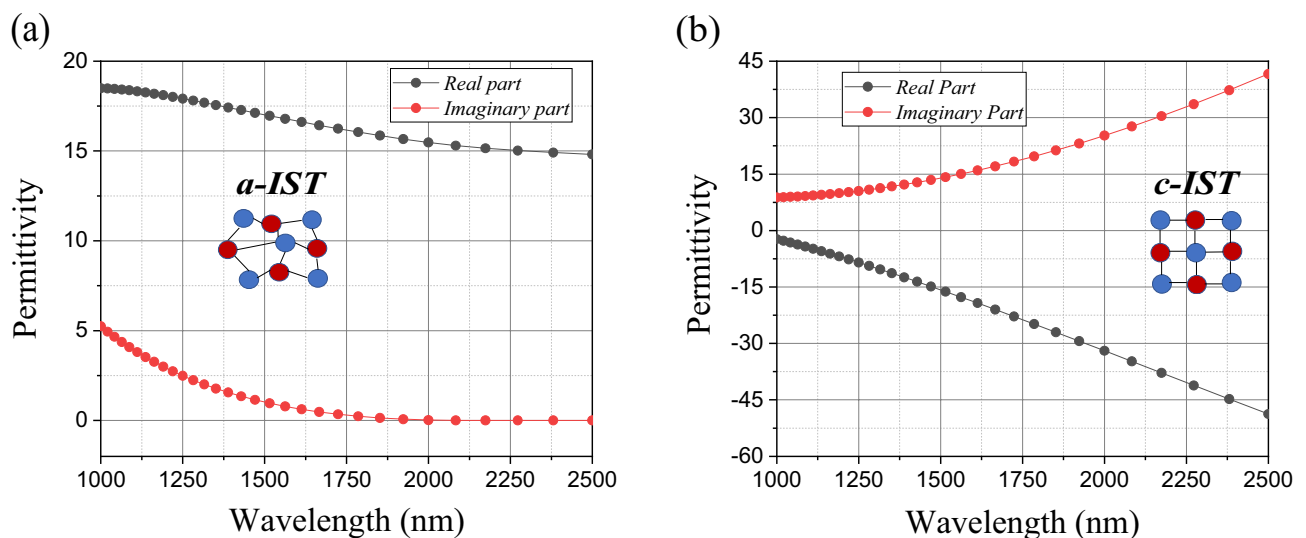 (a)
20
15
10
5
0
1000 1250 1500 1750 2000 2250 2500
Permittivity
Wavelength (nm)
Real part
Imaginary part
a-IST
(b)
45
30
15
0
-15
-30
-45
-60
1000 1250 1500 1750 2000 2250 2500
Permittivity
Wavelength (nm)
Real Part
Imaginary Part
c-IST